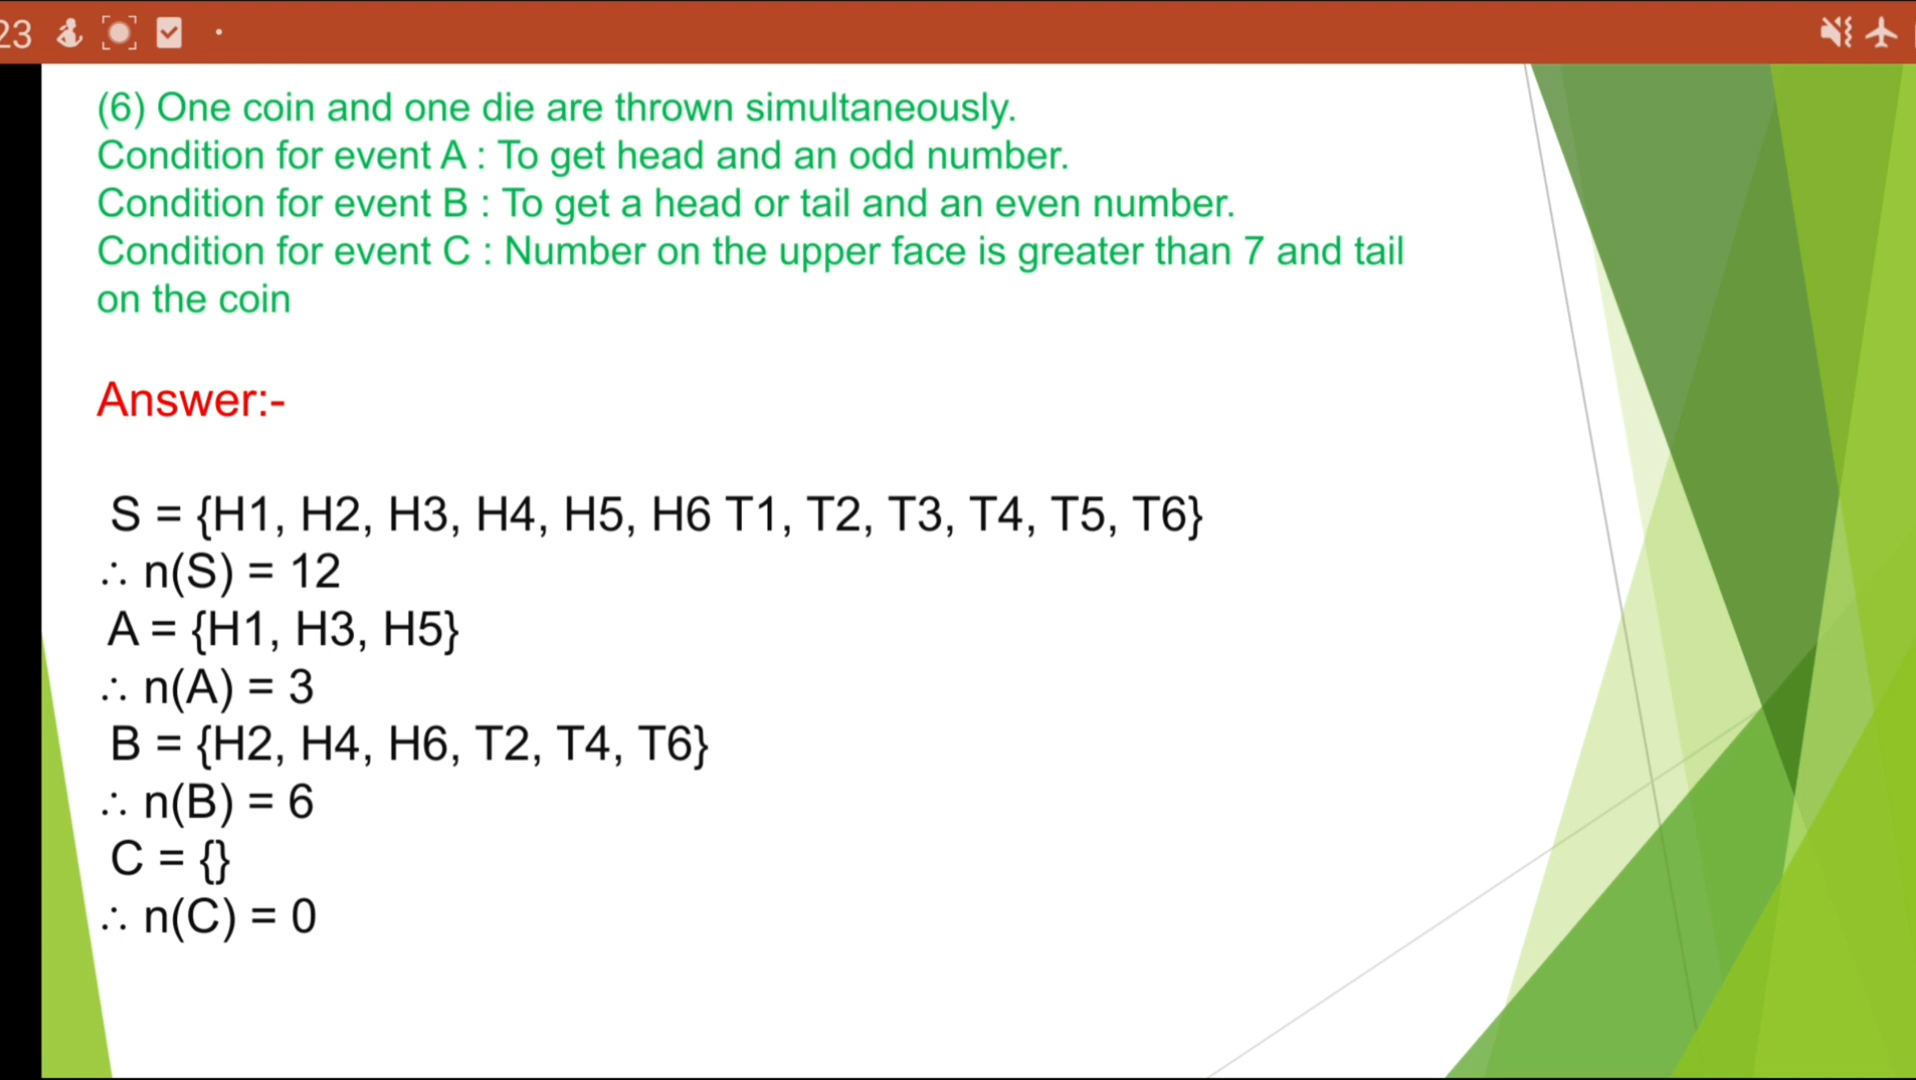 23
(6) One coin and one die are thrown simultaneously.
Condition for event A : To get head and an odd number.
Condition for event B : To get a head or tail and an even number.
Condition for event C : Number on the upper face is greater than 7 and tail
on the coin
Answer:-
S = {H1, H2, H3, H4, H5, H6 T1, T2, T3, T4, T5, T6}
∴ n(S) = 12
A = {H1, H3, H5}
∴ n(A) = 3
B = {H2, H4, H6, T2, T4, T6}
∴ n(B) = 6
C = {}
∴ n(C) = 0